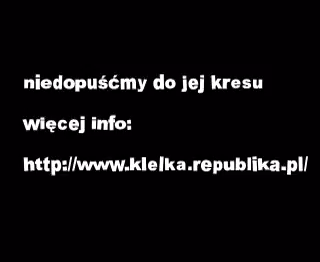 niedopuśćmy do jej kresu
więcej info:
http://www.klelka.republika.pl/